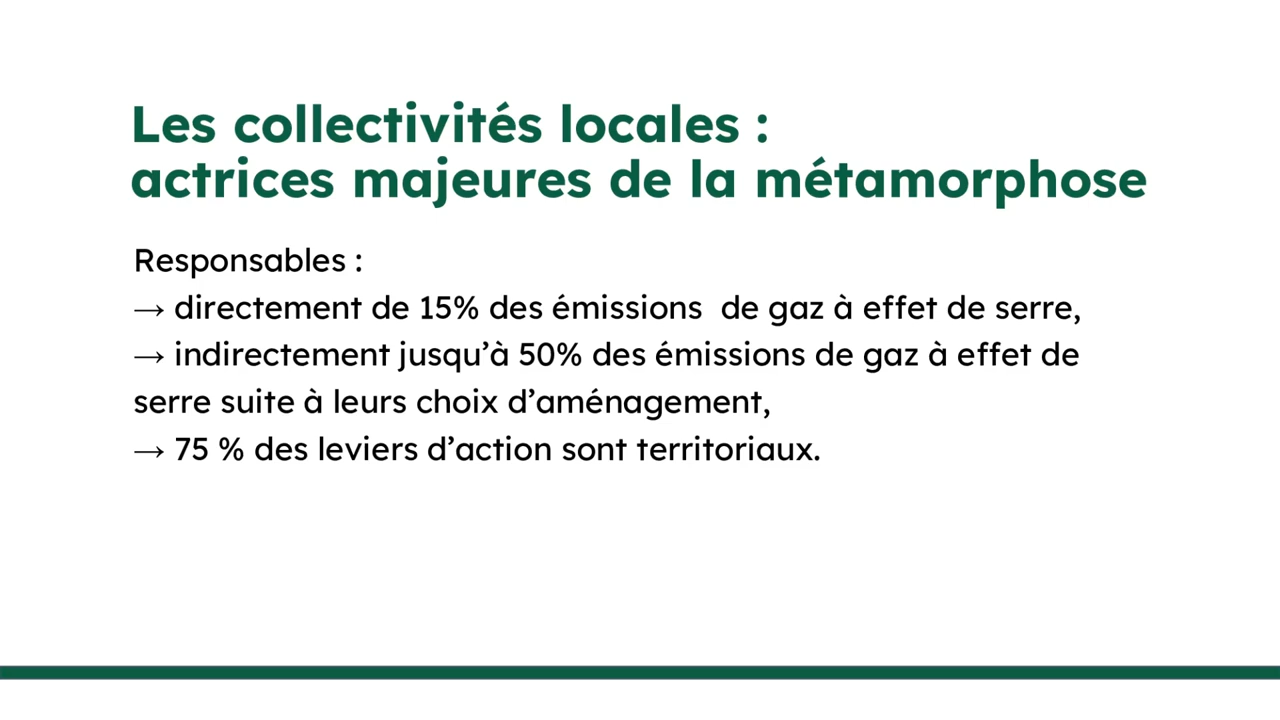 Les collectivités locales :
actrices majeures de la métamorphose
Responsables :
→ directement de 15% des émissions  de gaz à effet de serre,
→ indirectement jusqu’à 50% des émissions de gaz à effet de
serre suite à leurs choix d’aménagement,
→ 75 % des leviers d’action sont territoriaux.